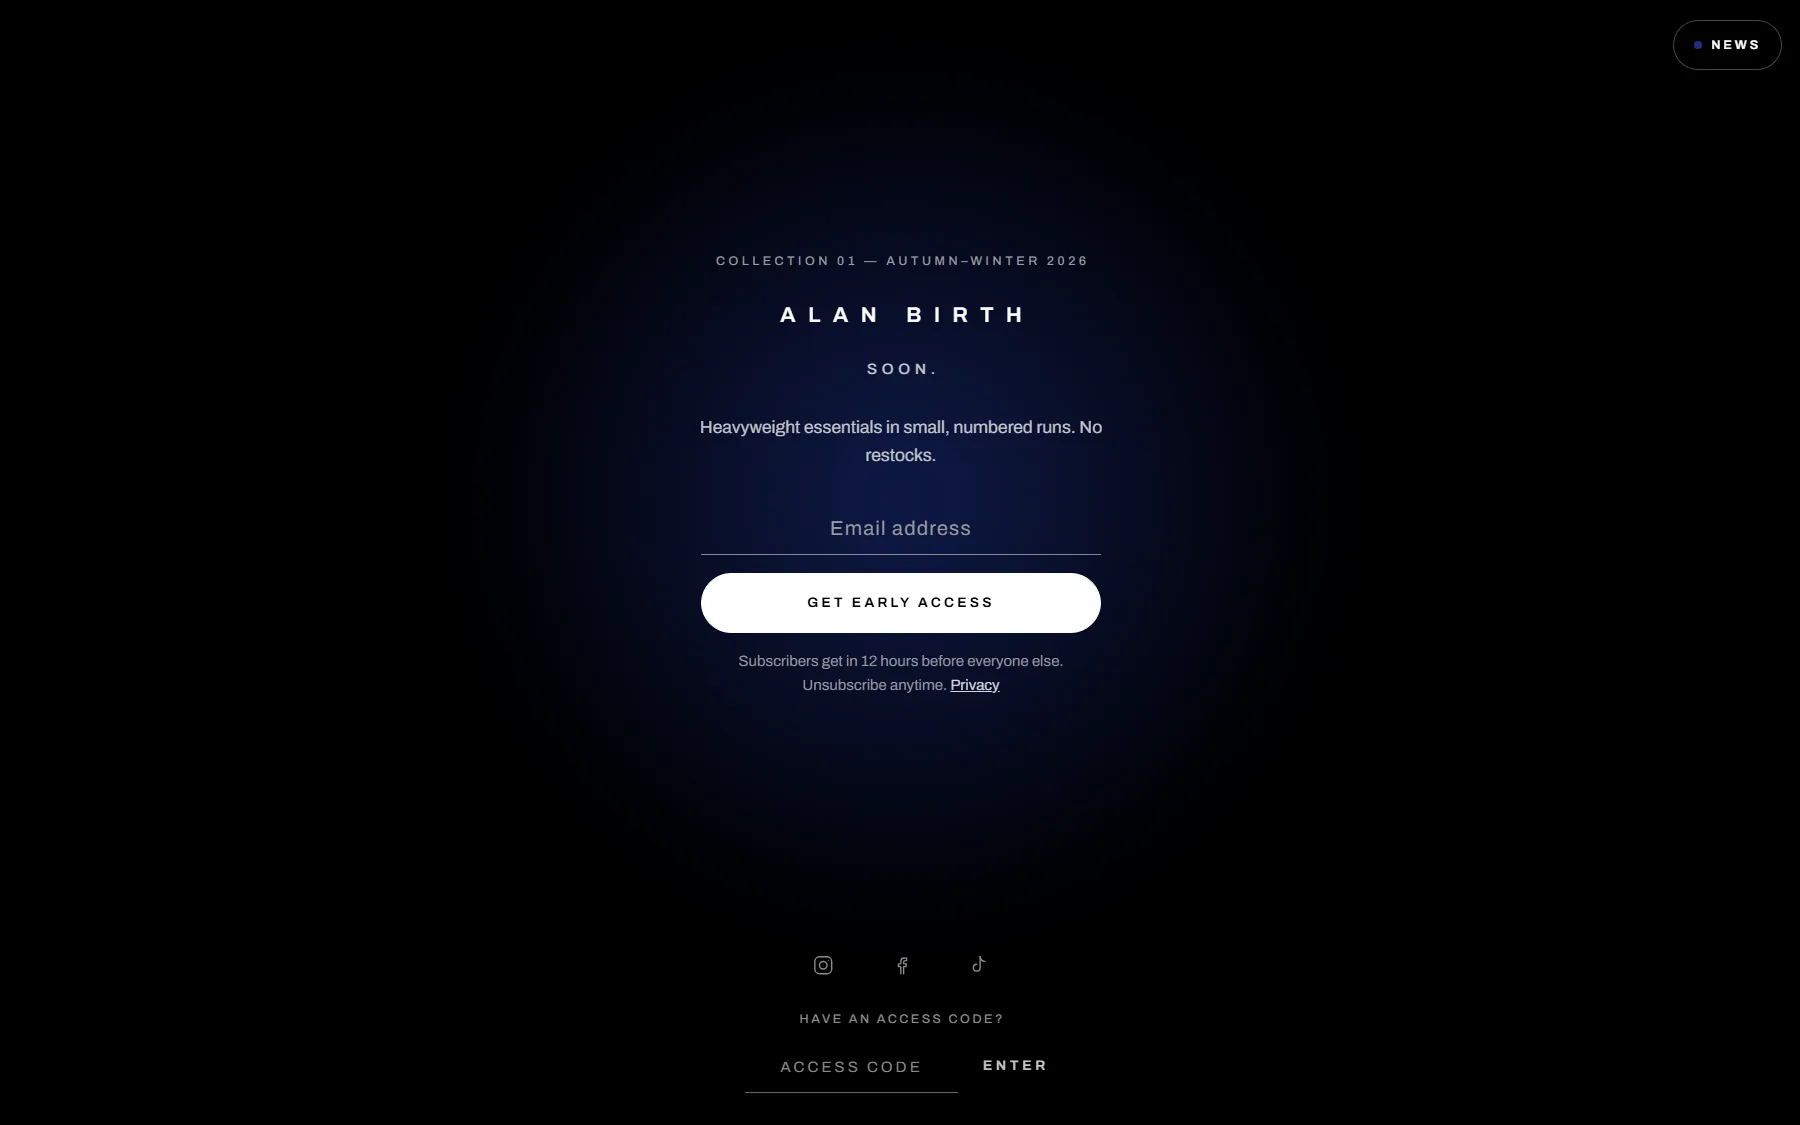 NEWS
COLLECTION 01 — AUTUMN–WINTER 2026
ALAN BIRTH
SOON.
Heavyweight essentials in small, numbered runs. No
restocks.
Email address
GET EARLY ACCESS
Subscribers get in 12 hours before everyone else.
Unsubscribe anytime. Privacy
HAVE AN ACCESS CODE?
ACCESS CODE ENTER